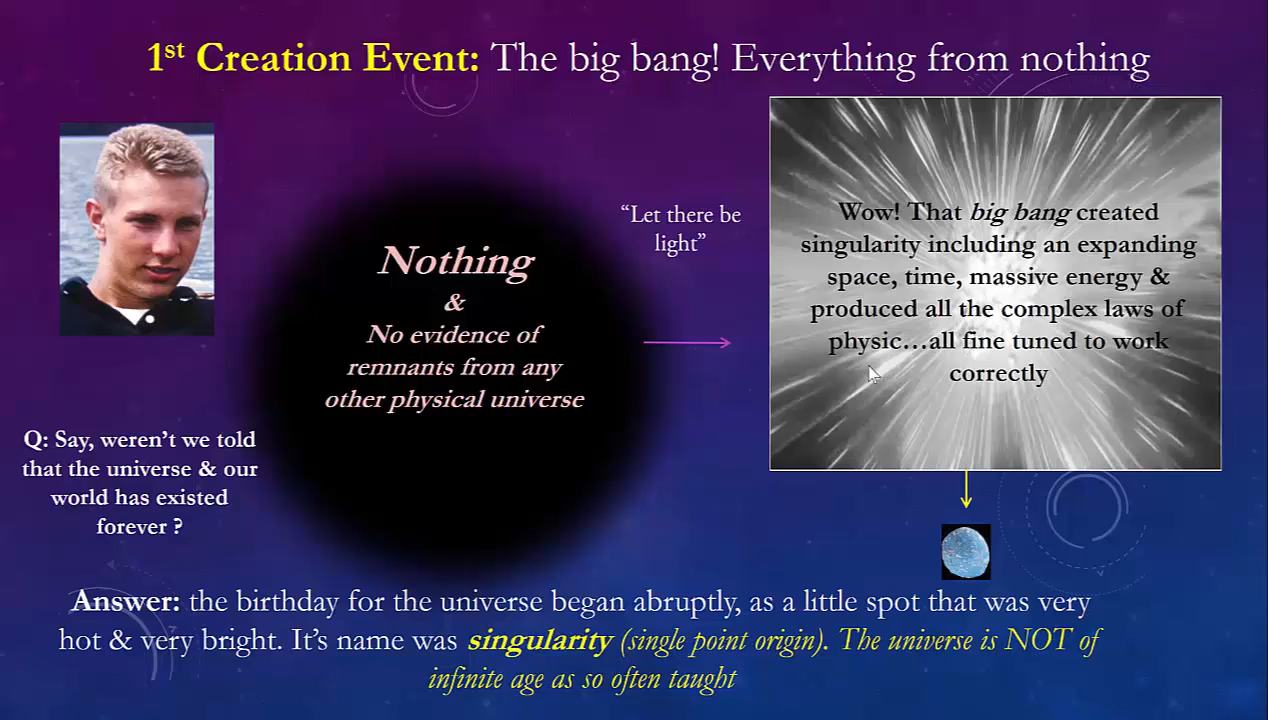 1st Creation Event: The big bang! Everything from nothing
Nothing
&
No evidence of
remnants from any
other physical universe
“Let there be
light”
Wow! That big bang created
singularity including an expanding
space, time, massive energy &
produced all the complex laws of
physic…all fine tuned to work
correctly
Q: Say, weren’t we told
that the universe & our
world has existed
forever ?
Answer: the birthday for the universe began abruptly, as a little spot that was very
hot & very bright. It’s name was singularity (single point origin). The universe is NOT of
infinite age as so often taught